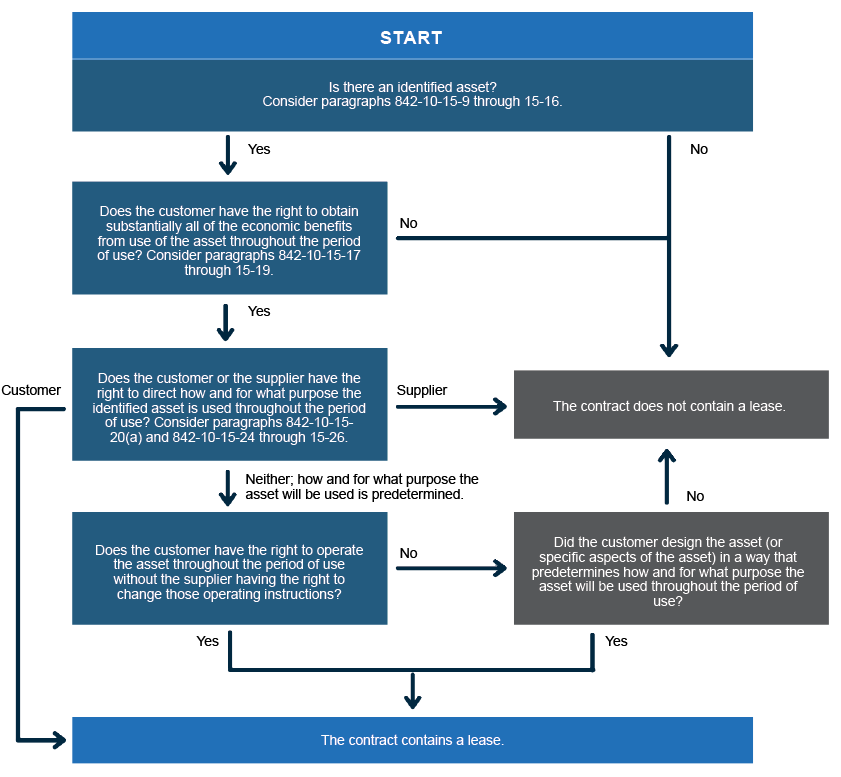 START
Is there an identified asset?
Consider paragraphs 842-10-15-9 through 15-16.
Yes
No
Does the customer have the right to obtain
substantially all of the economic benefits
from use of the asset throughout the period
of use? Consider paragraphs 842-10-15-17
through 15-19.
No
Yes
Customer
Does the customer or the supplier have the
right to direct how and for what purpose the
identified asset is used throughout the period
of use? Consider paragraphs 842-10-15-
20(a) and 842-10-15-24 through 15-26.
Supplier
The contract does not contain a lease.
Neither; how and for what purpose the
asset will be used is predetermined.
No
Does the customer have the right to operate
the asset throughout the period of use
without the supplier having the right to
change those operating instructions?
No
Did the customer design the asset (or
specific aspects of the asset) in a way that
predetermines how and for what purpose the
asset will be used throughout the period of
use?
Yes
Yes
The contract contains a lease.